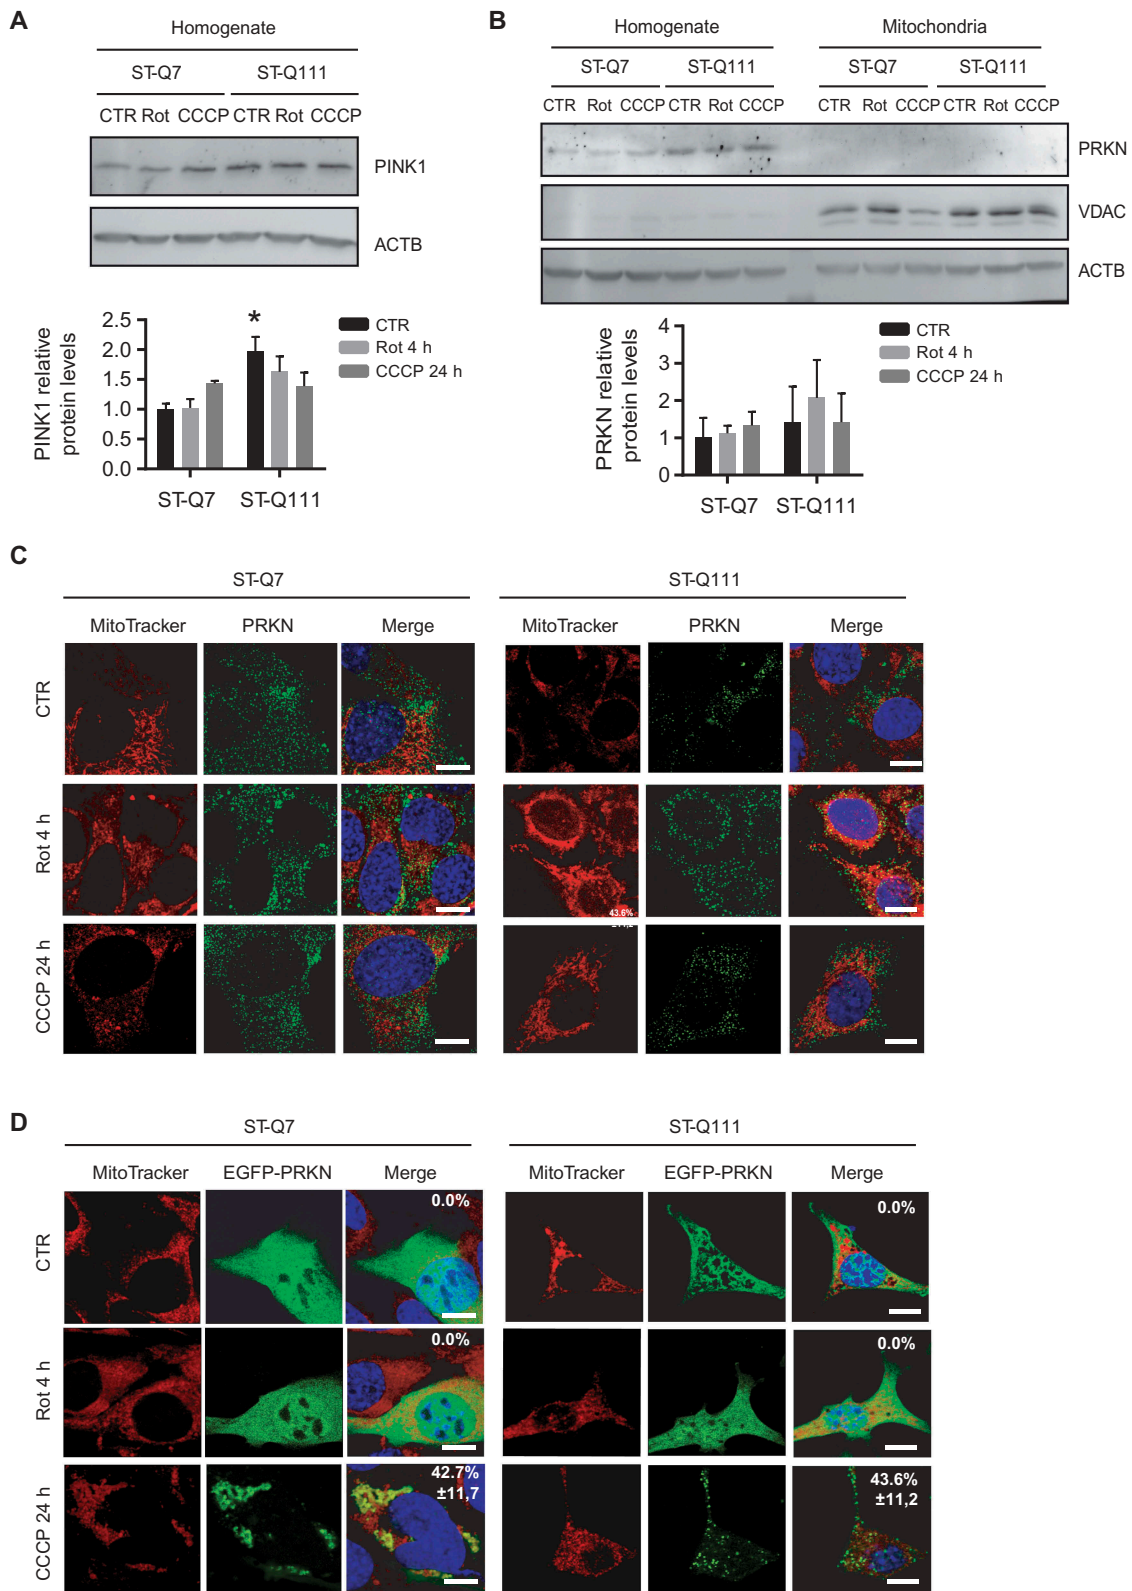 A
Homogenate
ST-Q7 ST-Q111
CTR Rot CCCP CTR Rot CCCP
PINK1
ACTB
PINK1 relative
protein levels
2.5
2.0
1.5
1.0
0.5
0.0
*
CTR
Rot 4 h
CCCP 24 h
ST-Q7 ST-Q111
B
Homogenate Mitochondria
ST-Q7 ST-Q111 ST-Q7 ST-Q111
CTR Rot CCCP CTR Rot CCCP CTR Rot CCCP CTR Rot CCCP
PRKN
VDAC
ACTB
PRKN relative
protein levels
4
3
2
1
0
CTR
Rot 4 h
CCCP 24 h
ST-Q7 ST-Q111
C
ST-Q7 ST-Q111
MitoTracker PRKN Merge MitoTracker PRKN Merge
CTR
Rot 4 h
43.6%
±11,2
CCCP 24 h
D
ST-Q7 ST-Q111
MitoTracker EGFP-PRKN Merge MitoTracker EGFP-PRKN Merge
CTR
0.0% 0.0%
Rot 4 h
0.0% 0.0%
CCCP 24 h
42.7% 43.6%
±11,7 ±11,2